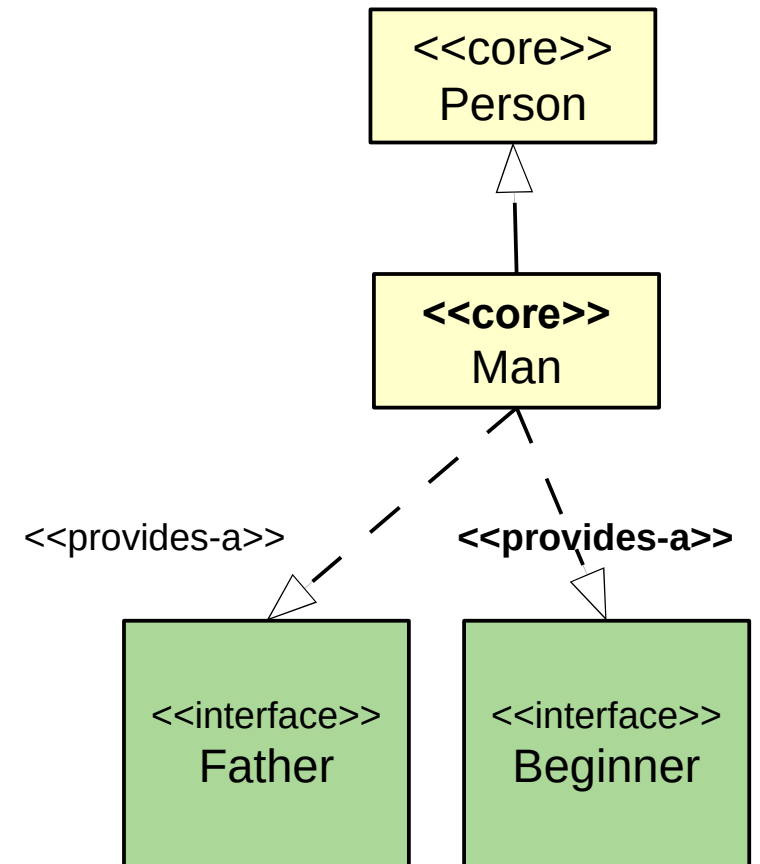 <<core>>
Person
<<core>>
Man
<<provides-a>>
<<provides-a>>
<<interface>>
Father
<<interface>>
Beginner